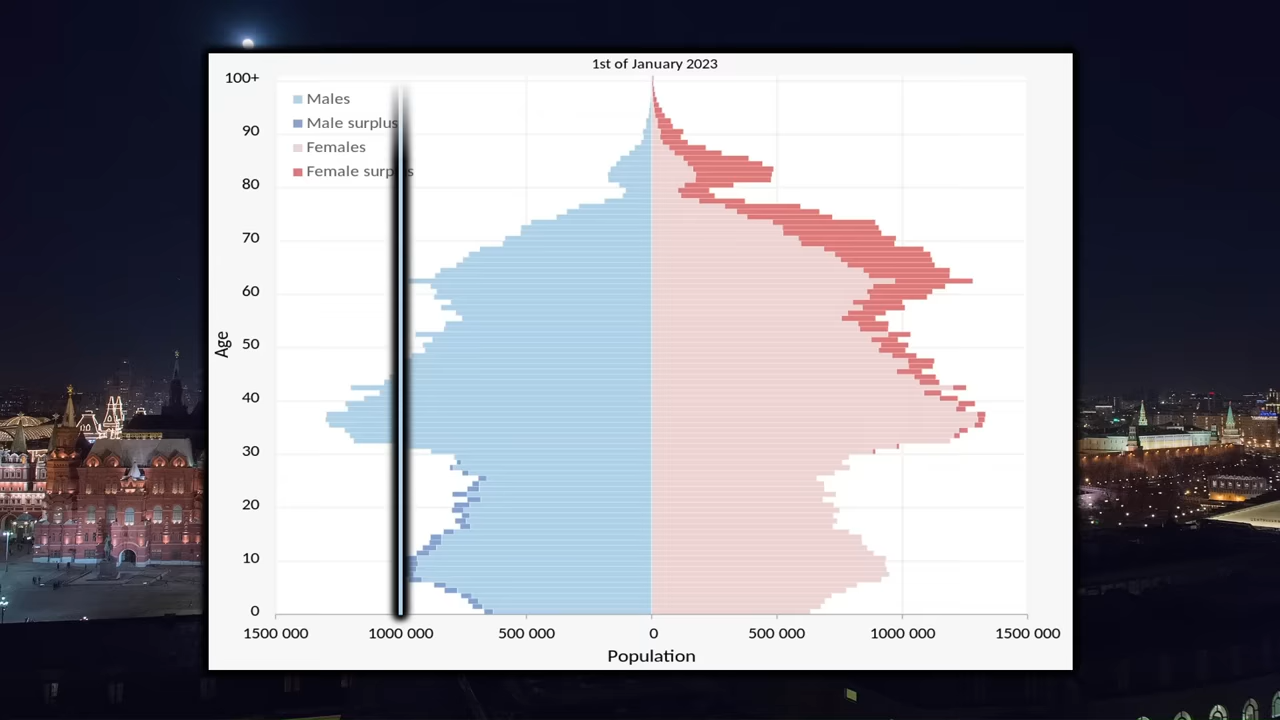 1st of January 2023
100+
Males
Male surplus
Females
Female surplus
90
80
70
60
50
40
30
20
10
0
Age
1500 000 1000 000 500 000 0 500 000 1000 000 1500 000
Population